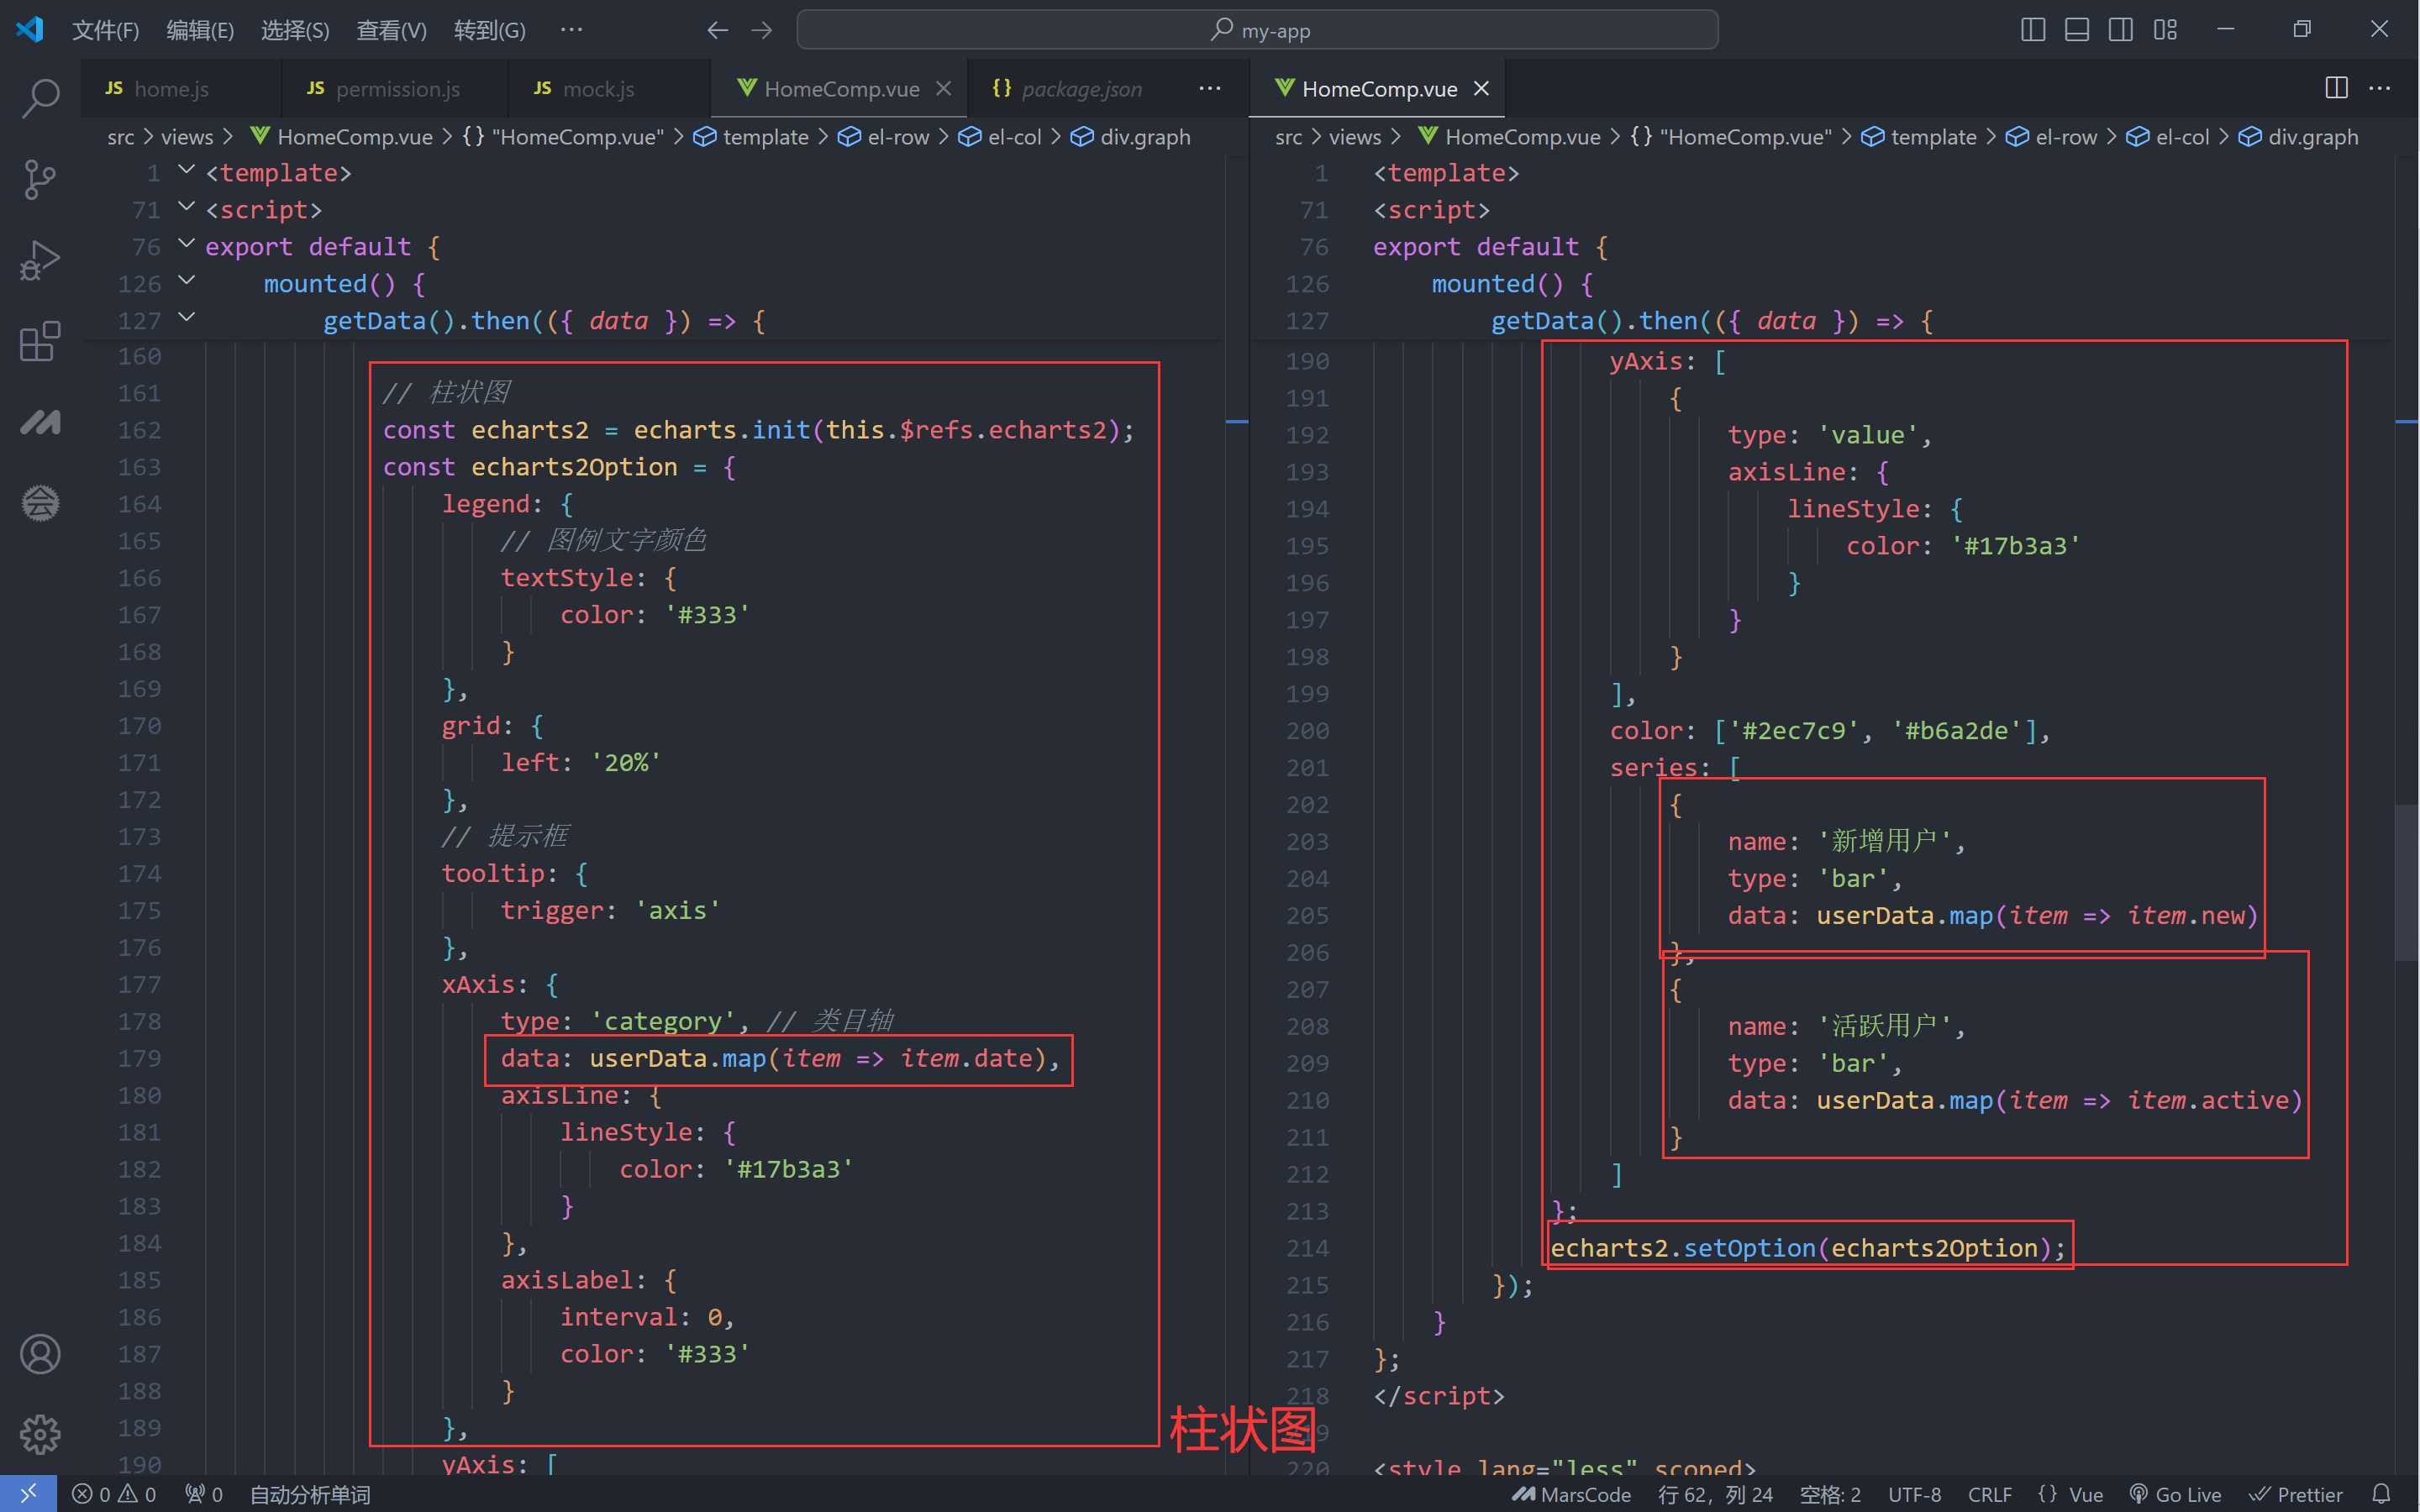 文件(F) 编辑(E) 选择(S) 查看(V) 转到(G) ··· my-app
JS home.js JS permission.js JS mock.js HomeComp.vue {} package.json ··· HomeComp.vue ···
src > views > HomeComp.vue > {} "HomeComp.vue" > template > el-row > el-col > div.graph
1 <template>
71 <script>
76 export default {
126 mounted() {
127 getData().then(({ data }) => {
160
161 // 柱状图
162 const echarts2 = echarts.init(this.$refs.echarts2);
163 const echarts2Option = {
164 legend: {
165 // 图例文字颜色
166 textStyle: {
167 color: '#333'
168 }
169 },
170 grid: {
171 left: '20%'
172 },
173 // 提示框
174 tooltip: {
175 trigger: 'axis'
176 },
177 xAxis: {
178 type: 'category', // 类目轴
179 data: userData.map(item => item.date),
180 axisLine: {
181 lineStyle: {
182 color: '#17b3a3'
183 }
184 },
185 axisLabel: {
186 interval: 0,
187 color: '#333'
188 }
189 },
190 yAxis: [
柱状图
src > views > HomeComp.vue > {} "HomeComp.vue" > template > el-row > el-col > div.graph
1 <template>
71 <script>
76 export default {
126 mounted() {
127 getData().then(({ data }) => {
190 yAxis: [
191 {
192 type: 'value',
193 axisLine: {
194 lineStyle: {
195 color: '#17b3a3'
196 }
197 }
198 }
199 ],
200 color: ['#2ec7c9', '#b6a2de'],
201 series: [
202 {
203 name: '新增用户',
204 type: 'bar',
205 data: userData.map(item => item.new)
206 },
207 {
208 name: '活跃用户',
209 type: 'bar',
210 data: userData.map(item => item.active)
211 }
212 ]
213 };
214 echarts2.setOption(echarts2Option);
215 });
216 }
217 };
218 </script>
219
220 <style lang="less" scoped>
0 0 0 自动分析单词 MarsCode 行 62，列 24 空格: 2 UTF-8 CRLF {} Vue Go Live Prettier